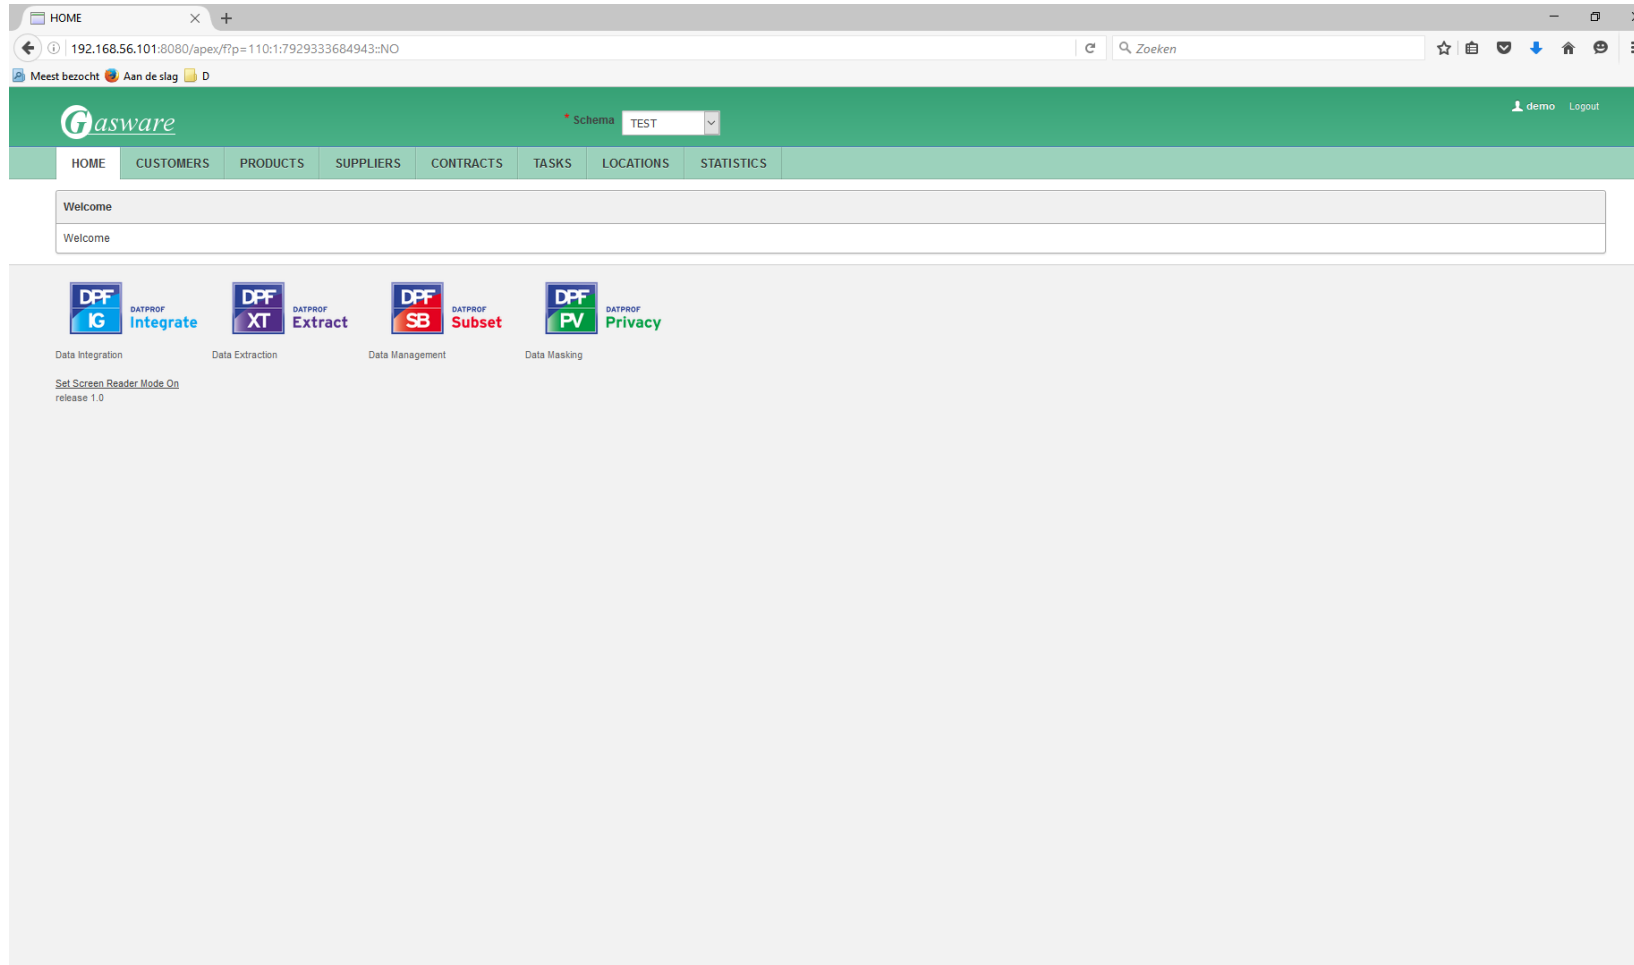 HOME
192.168.56.101:8080/apex/f?p=110:1:7929333684943::NO
Zoeken
Meest bezocht Aan de slag D
Gasware
* Schema TEST
demo Logout
HOME CUSTOMERS PRODUCTS SUPPLIERS CONTRACTS TASKS LOCATIONS STATISTICS
Welcome
Welcome
DPF IG DATPROF Integrate
DPF XT DATPROF Extract
DPF SB DATPROF Subset
DPF PV DATPROF Privacy
Data Integration Data Extraction Data Management Data Masking
Set Screen Reader Mode On
release 1.0